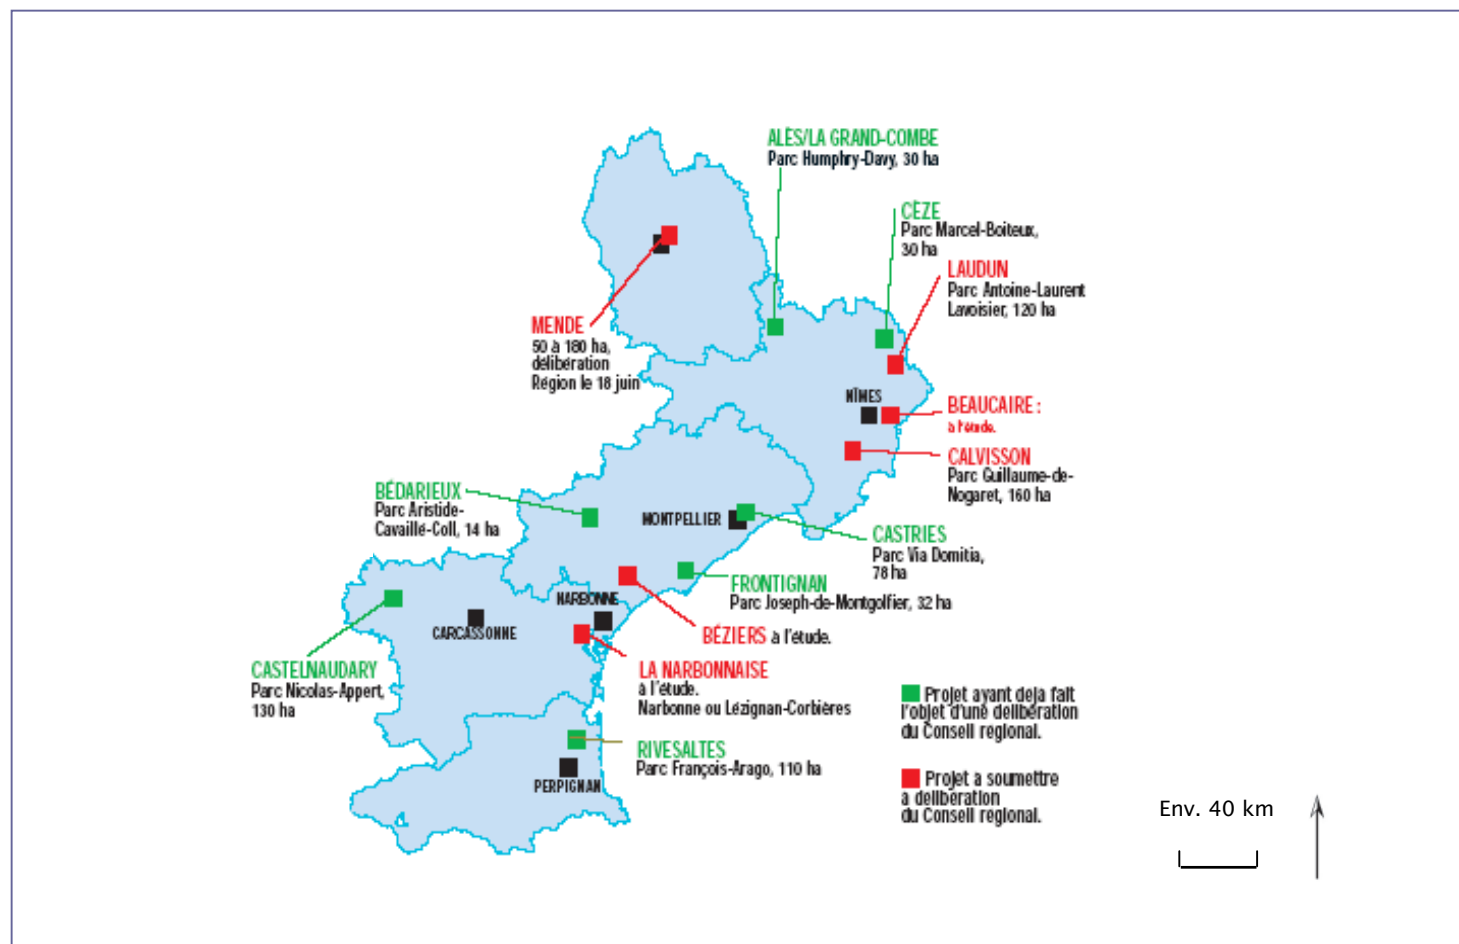 ALÈS/LA GRAND-COMBE
Parc Humphry-Davy, 30 ha
CÈZE
Parc Marcel-Boiteux,
30 ha
LAUDUN
Parc Antoine-Laurent
Lavoisier, 120 ha
MENDE
50 à 180 ha,
délibération
Région le 18 juin
NÎMES
BEAUCAIRE :
à l'étude.
CALVISSON
Parc Guillaume-de-
Nogaret, 160 ha
BÉDARIEUX
Parc Aristide-
Cavaillé-Coll, 14 ha
MONTPELLIER
CASTRIES
Parc Via Domitia,
78 ha
FRONTIGNAN
Parc Joseph-de-Montgolfier, 32 ha
NARBONNE
CARCASSONNE
BÉZIERS à l'étude.
CASTELNAUDARY
Parc Nicolas-Appert,
130 ha
LA NARBONNAISE
à l'étude.
Narbonne ou Lézignan-Corbières
RIVESALTES
Parc François-Arago, 110 ha
PERPIGNAN
Projet ayant deja fait
l'objet d'une deliberation
du Conseil regional.
Projet a soumettre
a deliberation
du Conseil regional.
Env. 40 km